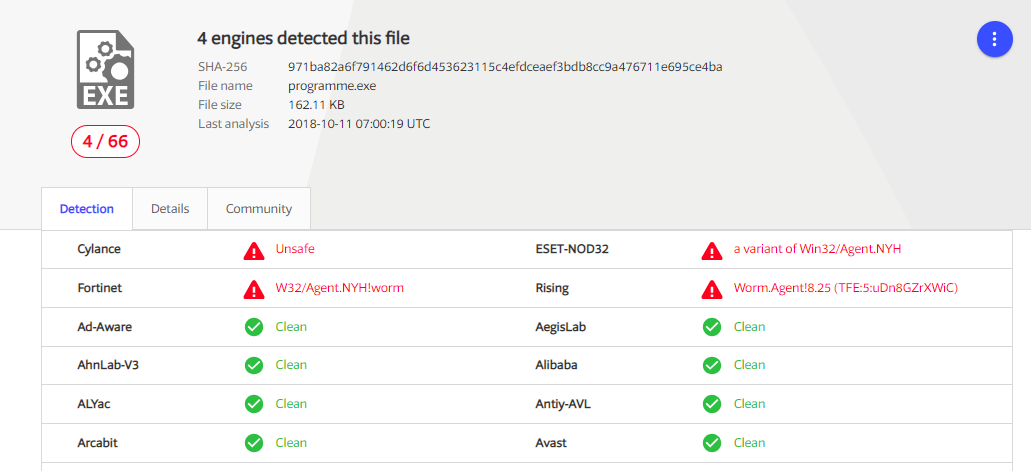 4 engines detected this file
SHA-256 971ba82a6f791462d6f6d453623115c4efdceaef3bdb8cc9a476711e695ce4ba
File name programme.exe
File size 162.11 KB
Last analysis 2018-10-11 07:00:19 UTC
EXE
4 / 66
Detection Details Community
Cylance Unsafe ESET-NOD32 a variant of Win32/Agent.NYH
Fortinet W32/Agent.NYH!worm Rising Worm.Agent!8.25 (TFE:5:uDn8GZrXWiC)
Ad-Aware Clean AegisLab Clean
AhnLab-V3 Clean Alibaba Clean
ALYac Clean Antiy-AVL Clean
Arcabit Clean Avast Clean